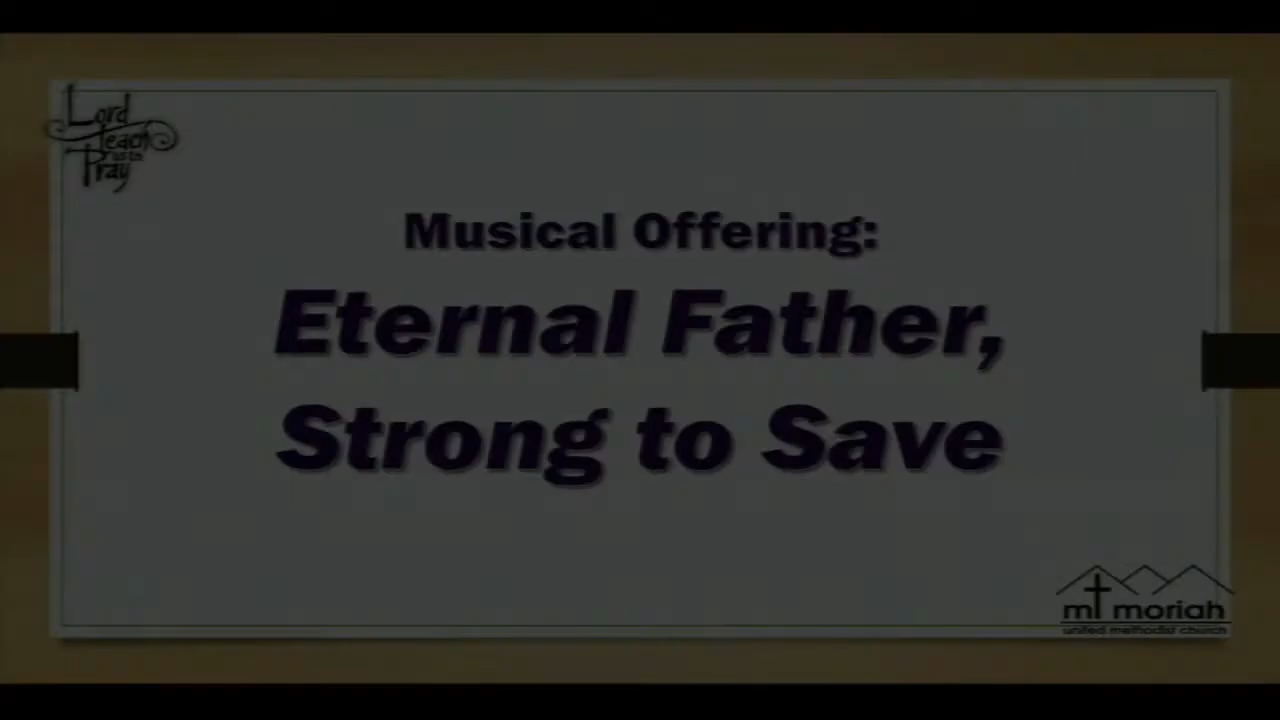 Lord
Teach
us to
Pray
Musical Offering:
Eternal Father,
Strong to Save
mt moriah
united methodist church